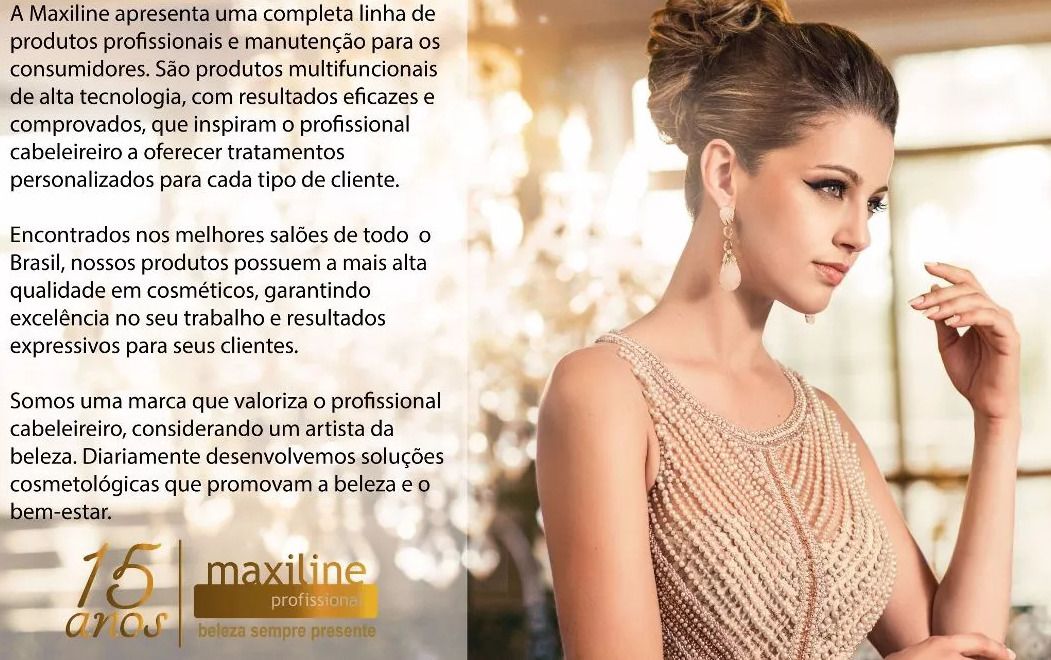 A Maxiline apresenta uma completa linha de
produtos profissionais e manutenção para os
consumidores. São produtos multifuncionais
de alta tecnologia, com resultados eficazes e
comprovados, que inspiram o profissional
cabeleireiro a oferecer tratamentos
personalizados para cada tipo de cliente.
Encontrados nos melhores salões de todo  o
Brasil, nossos produtos possuem a mais alta
qualidade em cosméticos, garantindo
excelência no seu trabalho e resultados
expressivos para seus clientes.
Somos uma marca que valoriza o profissional
cabeleireiro, considerando um artista da
beleza. Diariamente desenvolvemos soluções
cosmetológicas que promovam a beleza e o
bem-estar.
15
anos
maxiline
profissional
beleza sempre presente